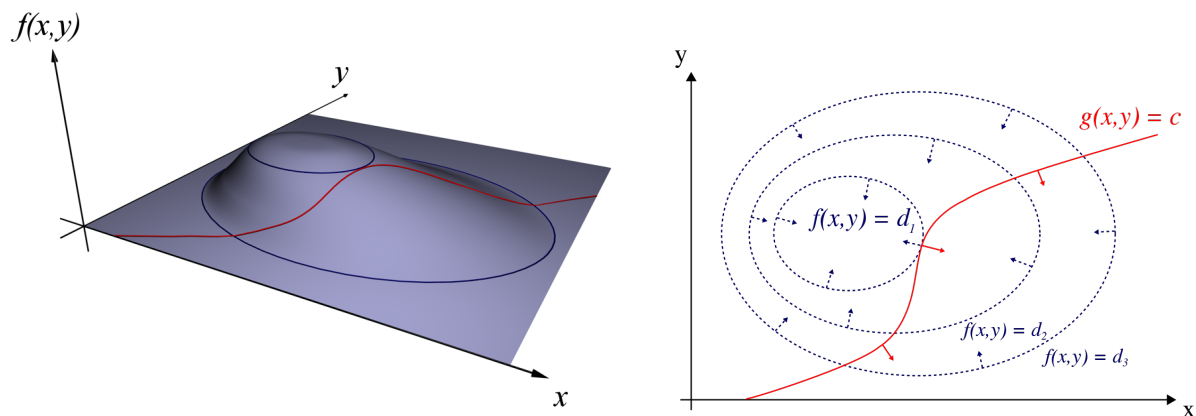 f(x,y)
y
x
y
g(x,y) = c
f(x,y) = d₁
f(x,y) = d₂
f(x,y) = d₃
x